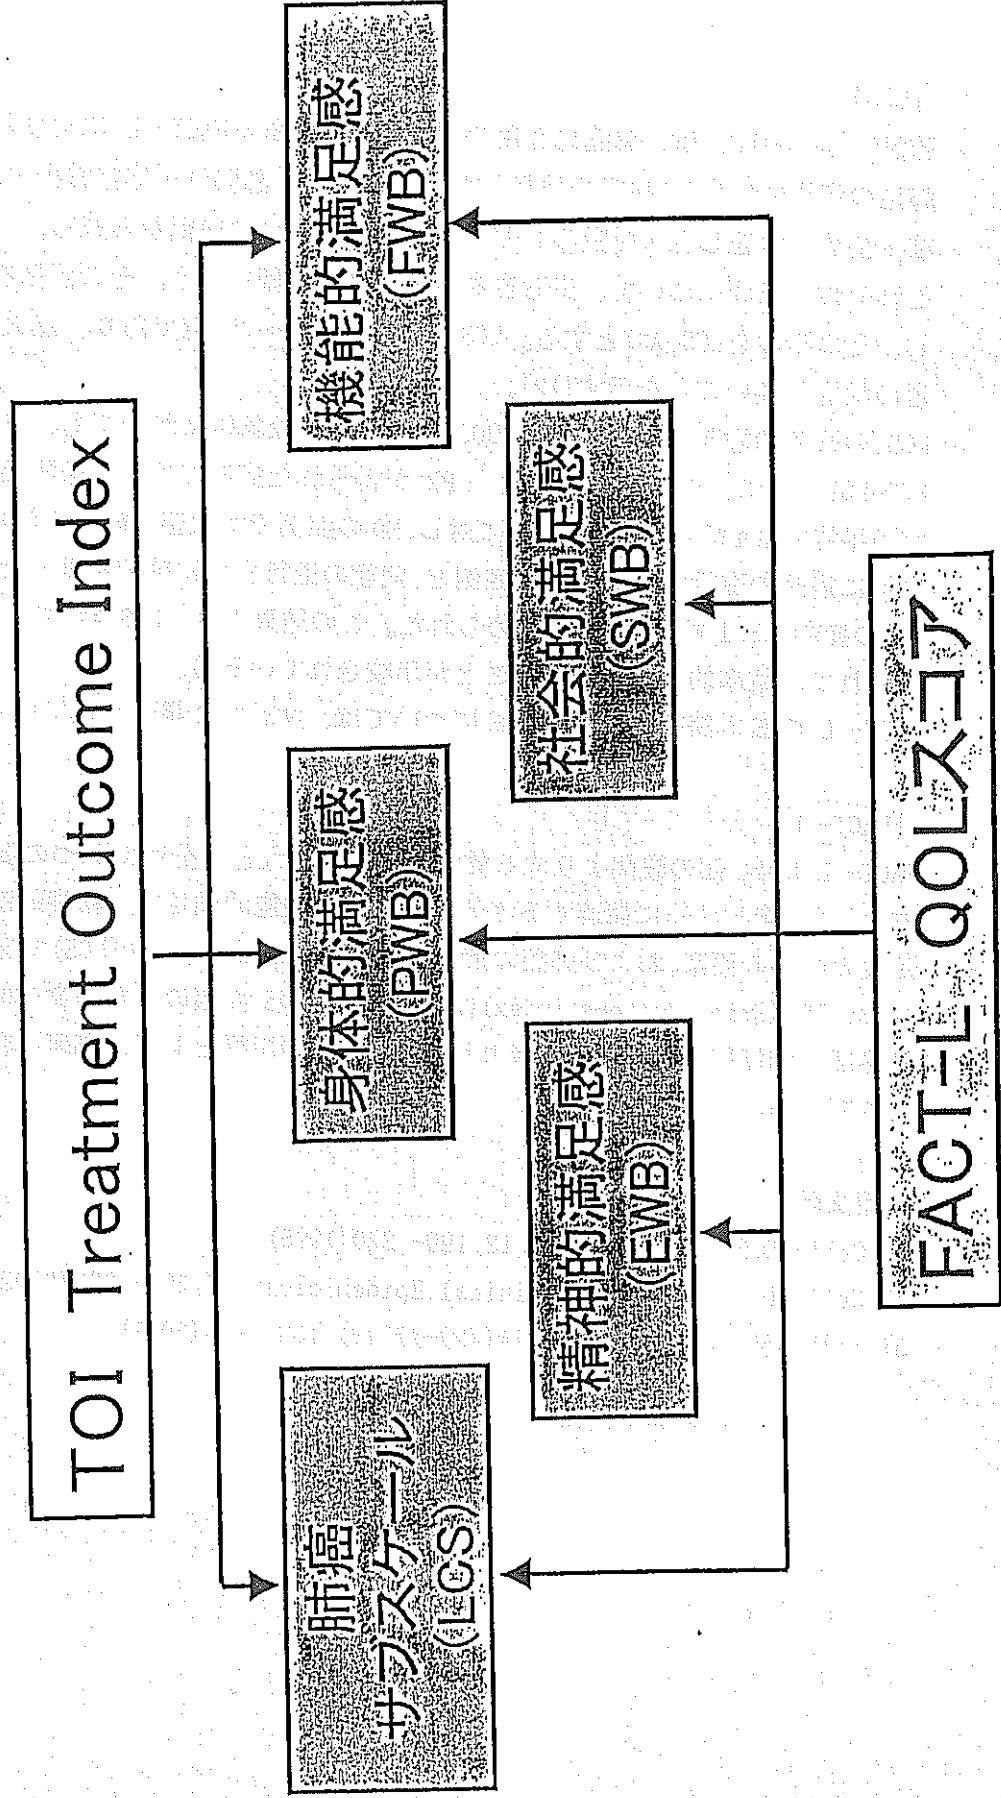 TOI Treatment Outcome Index
肺癌
サブスケール
(LCS)
身体的満足感
(PWB)
機能的満足感
(FWB)
精神的満足感
(EWB)
社会的満足感
(SWB)
FACT-L QOLスコア